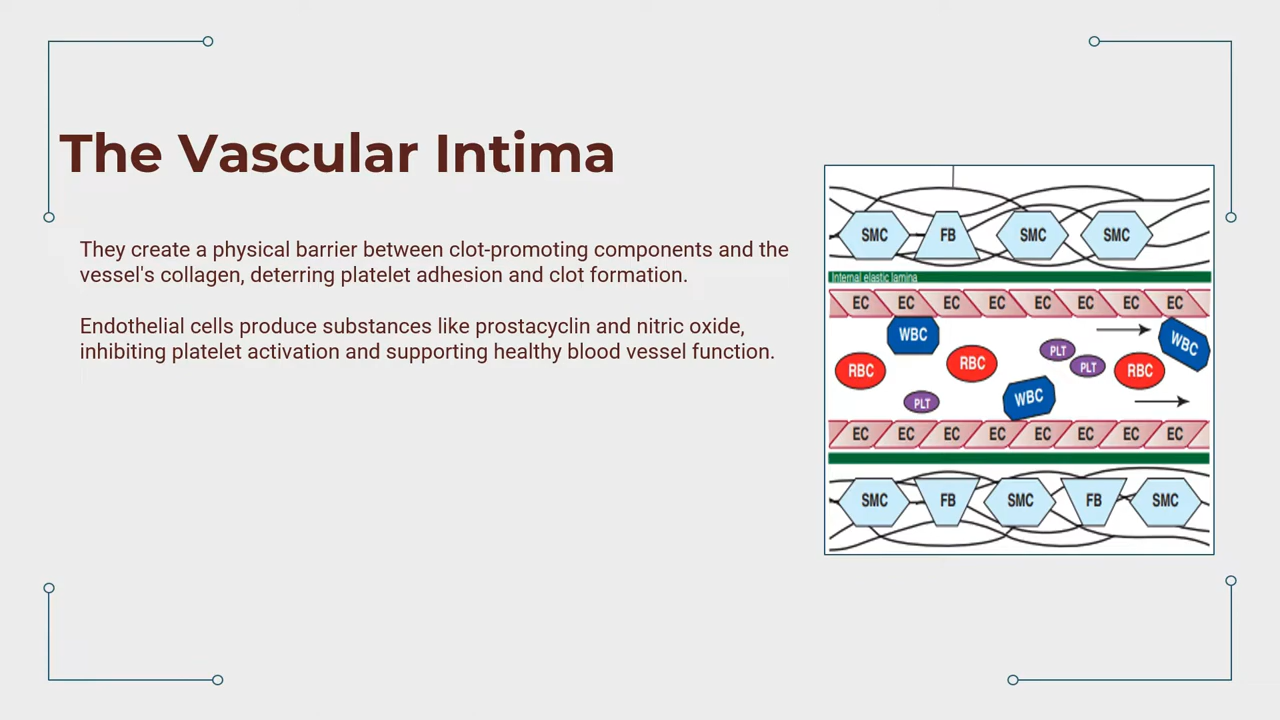 The Vascular Intima
They create a physical barrier between clot-promoting components and the
vessel's collagen, deterring platelet adhesion and clot formation.
Endothelial cells produce substances like prostacyclin and nitric oxide,
inhibiting platelet activation and supporting healthy blood vessel function.
SMC FB SMC SMC
Internal elastic lamina
EC EC EC EC EC EC EC EC
WBC WBC
PLT
RBC RBC PLT RBC
PLT WBC
EC EC EC EC EC EC EC EC
SMC FB SMC FB SMC